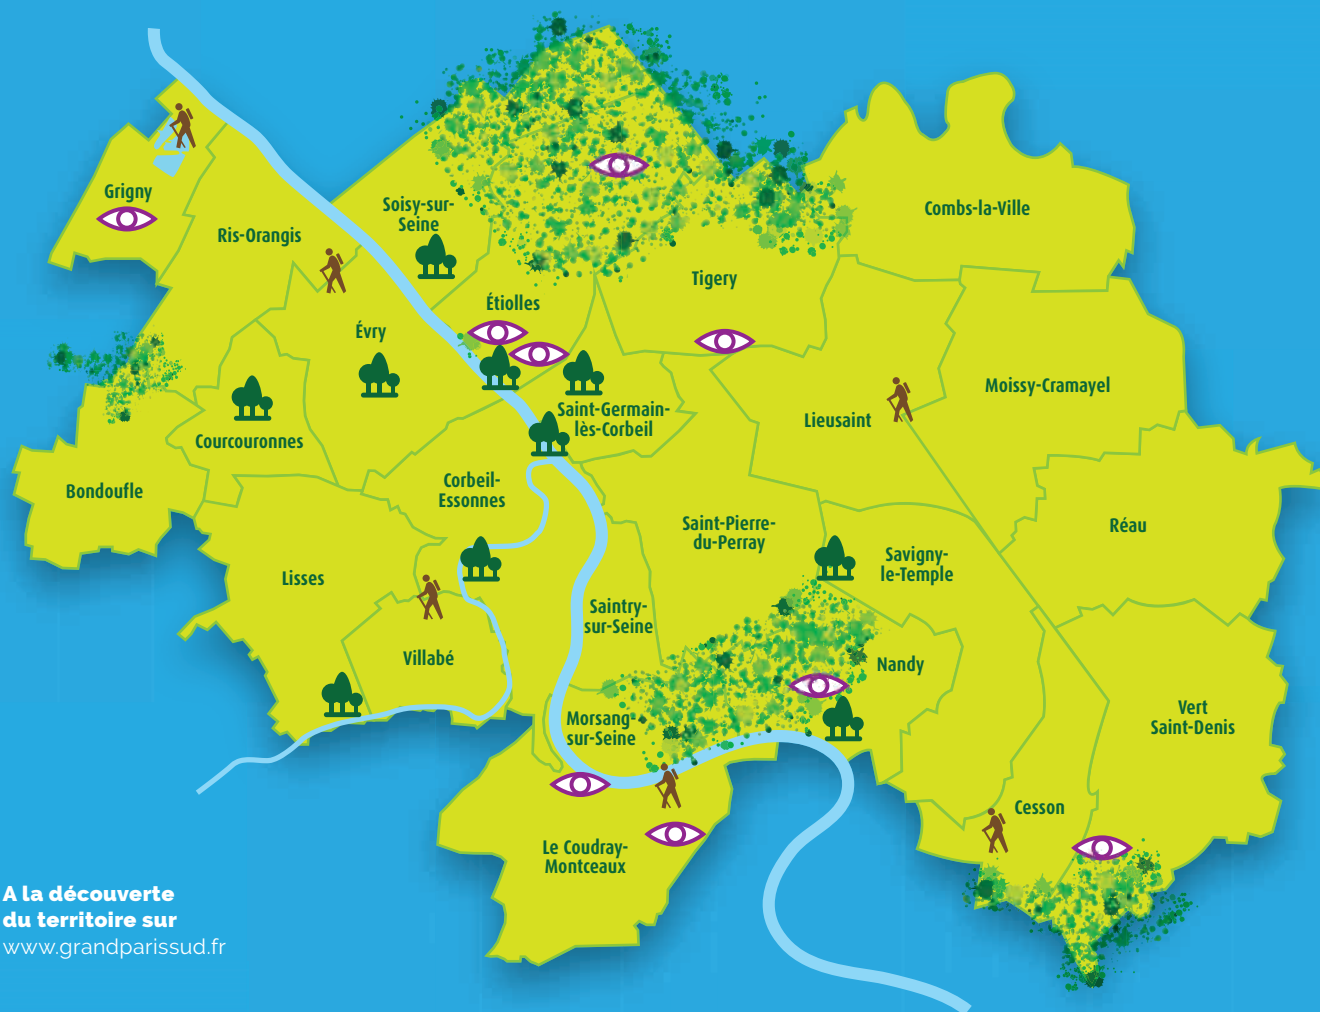 Grigny
Ris-Orangis
Soisy-sur-
Seine
Combs-la-Ville
Tigery
Étiolles
Évry
Moissy-Cramayel
Lieusaint
Saint-Germain-
lès-Corbeil
Courcouronnes
Bondoufle
Corbeil-
Essonnes
Saint-Pierre-
du-Perray
Réau
Savigny-
le-Temple
Lisses
Saintry-
sur-Seine
Villabé
Nandy
Morsang-
sur-Seine
Vert
Saint-Denis
Cesson
Le Coudray-
Montceaux
A la découverte
du territoire sur
www.grandparissud.fr